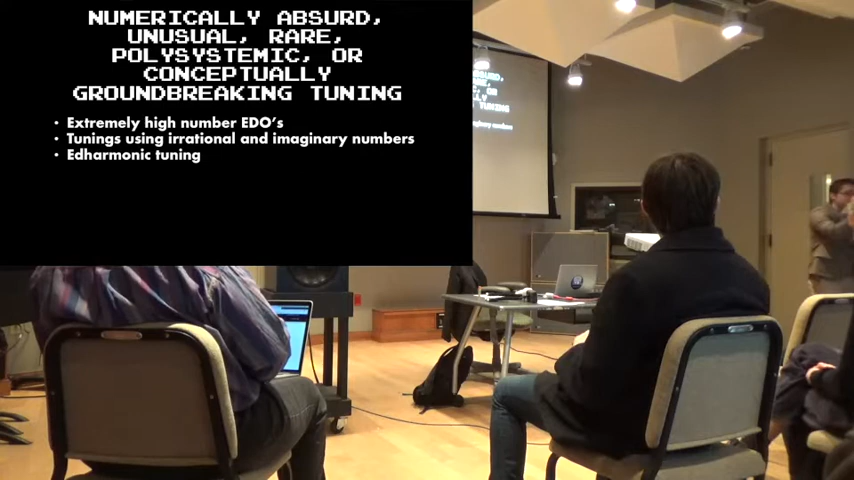 NUMERICALLY ABSURD,
UNUSUAL, RARE,
POLYSYSTEMIC, OR
CONCEPTUALLY
GROUNDBREAKING TUNING
• Extremely high number EDO's
• Tunings using irrational and imaginary numbers
• Edharmonic tuning